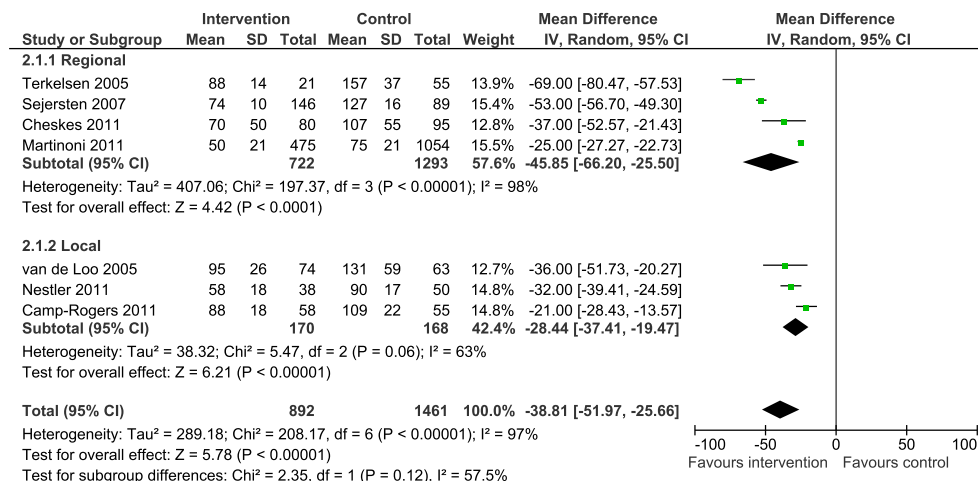 Intervention Control Mean Difference Mean Difference
Study or Subgroup Mean SD Total Mean SD Total Weight IV, Random, 95% CI IV, Random, 95% CI
2.1.1 Regional
Terkelsen 2005 88 14 21 157 37 55 13.9% -69.00 [-80.47, -57.53]
Sejersten 2007 74 10 146 127 16 89 15.4% -53.00 [-56.70, -49.30]
Cheskes 2011 70 50 80 107 55 95 12.8% -37.00 [-52.57, -21.43]
Martinoni 2011 50 21 475 75 21 1054 15.5% -25.00 [-27.27, -22.73]
Subtotal (95% CI) 722 1293 57.6% -45.85 [-66.20, -25.50]
Heterogeneity: Tau² = 407.06; Chi² = 197.37, df = 3 (P < 0.00001); I² = 98%
Test for overall effect: Z = 4.42 (P < 0.0001)
2.1.2 Local
van de Loo 2005 95 26 74 131 59 63 12.7% -36.00 [-51.73, -20.27]
Nestler 2011 58 18 38 90 17 50 14.8% -32.00 [-39.41, -24.59]
Camp-Rogers 2011 88 18 58 109 22 55 14.8% -21.00 [-28.43, -13.57]
Subtotal (95% CI) 170 168 42.4% -28.44 [-37.41, -19.47]
Heterogeneity: Tau² = 38.32; Chi² = 5.47, df = 2 (P = 0.06); I² = 63%
Test for overall effect: Z = 6.21 (P < 0.00001)
Total (95% CI) 892 1461 100.0% -38.81 [-51.97, -25.66]
Heterogeneity: Tau² = 289.18; Chi² = 208.17, df = 6 (P < 0.00001); I² = 97%
Test for overall effect: Z = 5.78 (P < 0.00001)
Test for subgroup differences: Chi² = 2.35, df = 1 (P = 0.12), I² = 57.5%
-100 -50 0 50 100
Favours intervention Favours control